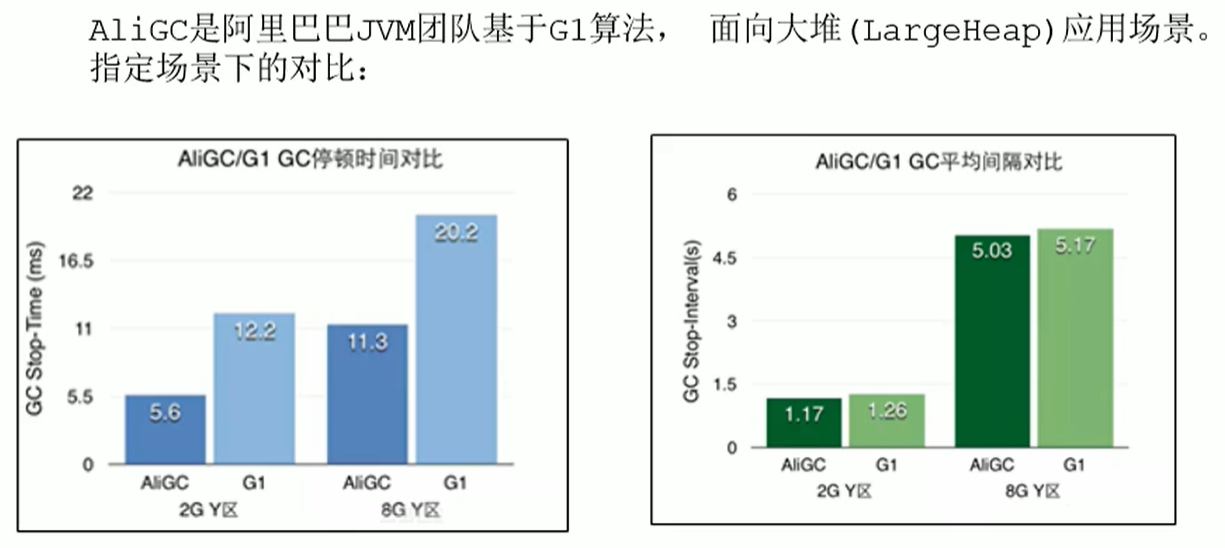 AliGC是阿里巴巴JVM团队基于G1算法， 面向大堆(LargeHeap)应用场景。
指定场景下的对比：
AliGC/G1 GC停顿时间对比
GC Stop-Time (ms)
22
16.5
11
5.5
0
5.6
12.2
11.3
20.2
AliGC G1 AliGC G1
2G Y区 8G Y区
AliGC/G1 GC平均间隔对比
GC Stop-Interval(s)
6
4.5
3
1.5
0
1.17
1.26
5.03
5.17
AliGC G1 AliGC G1
2G Y区 8G Y区